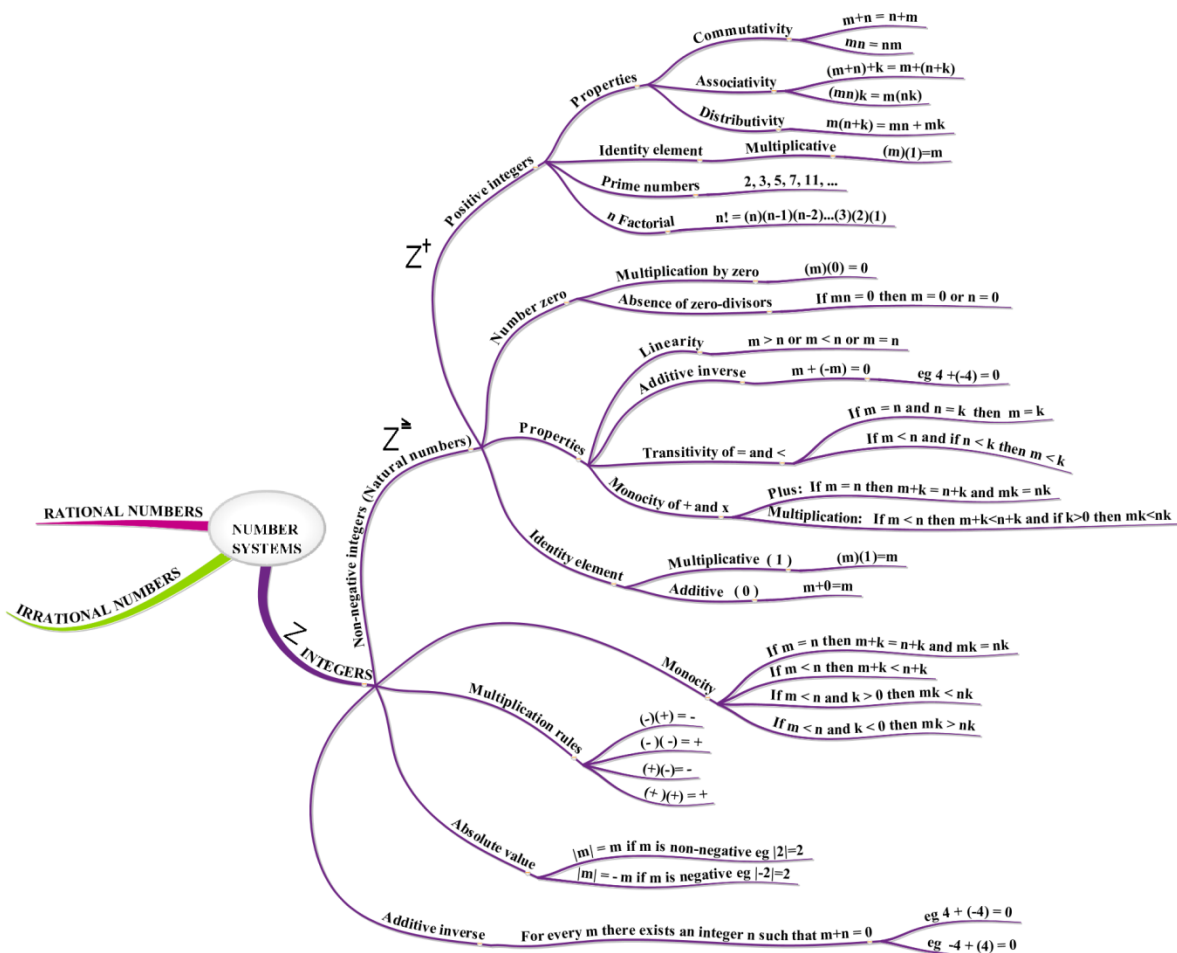 NUMBER
SYSTEMS
RATIONAL NUMBERS
IRRATIONAL NUMBERS
Z INTEGERS
Z≥
Non-negative integers (Natural numbers)
Z+
Positive integers
Properties
Commutativity
m+n = n+m
mn = nm
Associativity
(m+n)+k = m+(n+k)
(mn)k = m(nk)
Distributivity
m(n+k) = mn + mk
Identity element
Multiplicative
(m)(1)=m
Prime numbers
2, 3, 5, 7, 11, ...
n Factorial
n! = (n)(n-1)(n-2)...(3)(2)(1)
Number zero
Multiplication by zero
(m)(0) = 0
Absence of zero-divisors
If mn = 0 then m = 0 or n = 0
Properties
Linearity
m > n or m < n or m = n
Additive inverse
m + (-m) = 0
eg 4 +(-4) = 0
Transitivity of = and <
If m = n and n = k then m = k
If m < n and if n < k then m < k
Monocity of + and x
Plus: If m = n then m+k = n+k and mk = nk
Multiplication: If m < n then m+k<n+k and if k>0 then mk<nk
Identity element
Multiplicative ( 1 )
(m)(1)=m
Additive ( 0 )
m+0=m
Monocity
If m = n then m+k = n+k and mk = nk
If m < n then m+k < n+k
If m < n and k > 0 then mk < nk
If m < n and k < 0 then mk > nk
Multiplication rules
(-)(+) = -
(- )( -) = +
(+)(-)= -
(+ )(+) = +
Absolute value
|m| = m if m is non-negative eg |2|=2
|m| = - m if m is negative eg |-2|=2
Additive inverse
For every m there exists an integer n such that m+n = 0
eg 4 + (-4) = 0
eg -4 + (4) = 0